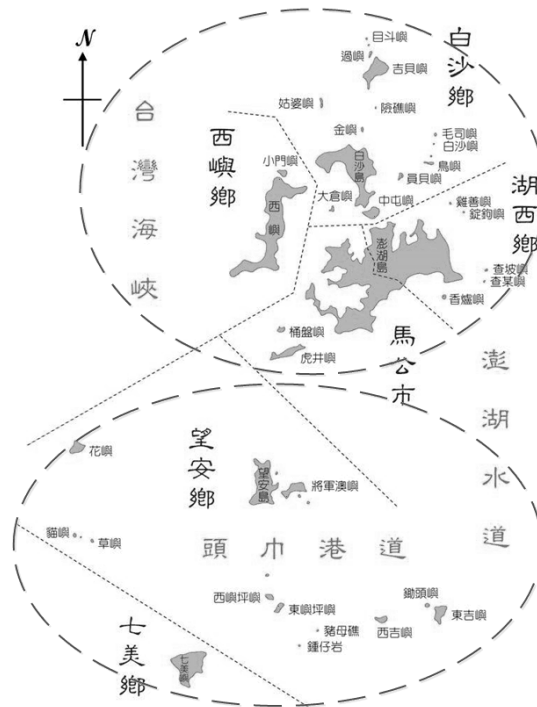 N
白沙鄉
目斗嶼
過嶼
吉貝嶼
姑婆嶼
險礁嶼
台灣海峽
西嶼鄉
金嶼
毛司嶼
白沙嶼
鳥嶼
白沙島
員貝嶼
小門嶼
湖西鄉
大倉嶼
中屯嶼
雞善嶼
錠鉤嶼
西嶼
澎湖島
查坡嶼
查某嶼
香爐嶼
桶盤嶼
虎井嶼
馬公市
澎湖水道
花嶼
望安鄉
望安島
將軍澳嶼
貓嶼
草嶼
頭巾港道
西嶼坪嶼
東嶼坪嶼
鋤頭嶼
東吉嶼
西吉嶼
豬母礁
鍾仔岩
七美鄉
七美嶼